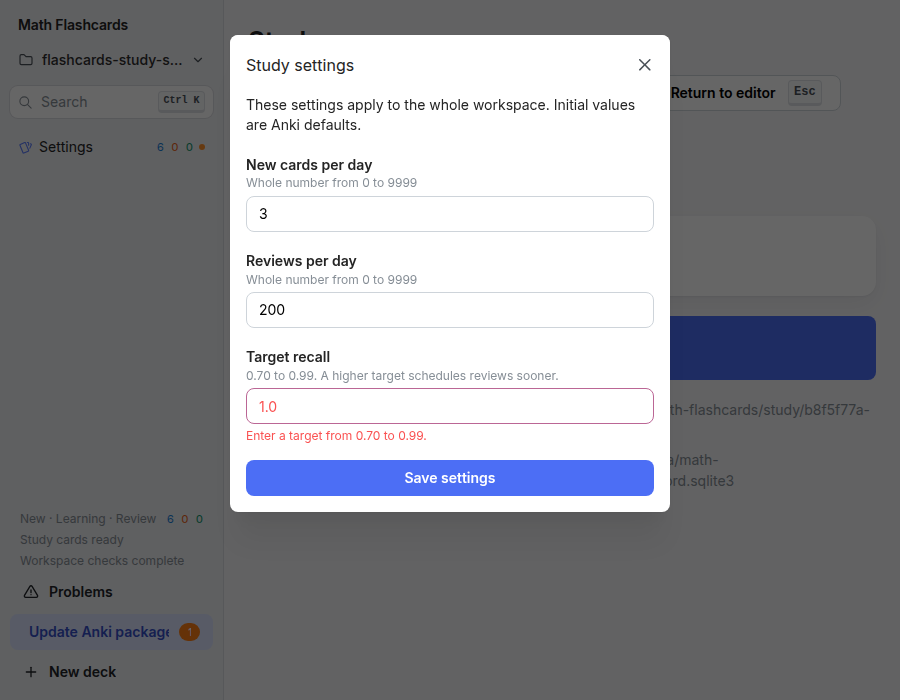 Math Flashcards
flashcards-study-s...
Search
Ctrl K
Settings
6 0 0
New · Learning · Review 6 0 0
Study cards ready
Workspace checks complete
Problems
Update Anki package
1
New deck
Return to editor
Esc
Study settings
These settings apply to the whole workspace. Initial values
are Anki defaults.
New cards per day
Whole number from 0 to 9999
3
Reviews per day
Whole number from 0 to 9999
200
Target recall
0.70 to 0.99. A higher target schedules reviews sooner.
1.0
Enter a target from 0.70 to 0.99.
Save settings
th-flashcards/study/b8f5f77a-
a/math-
ord.sqlite3